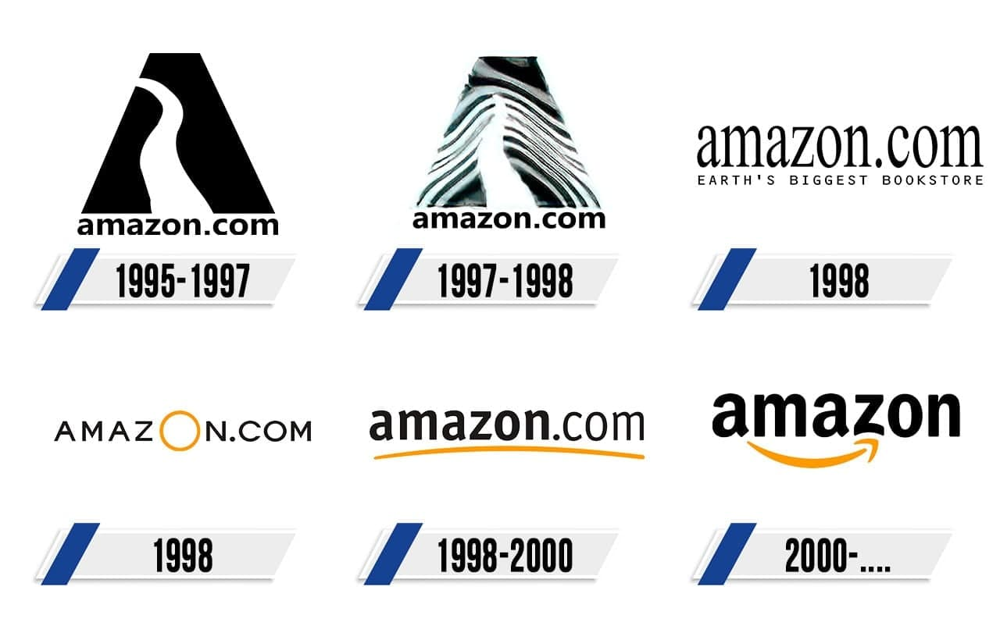 amazon.com
1995-1997
amazon.com
1997-1998
amazon.com
EARTH'S BIGGEST BOOKSTORE
1998
AMAZON.COM
1998
amazon.com
1998-2000
amazon
2000-....